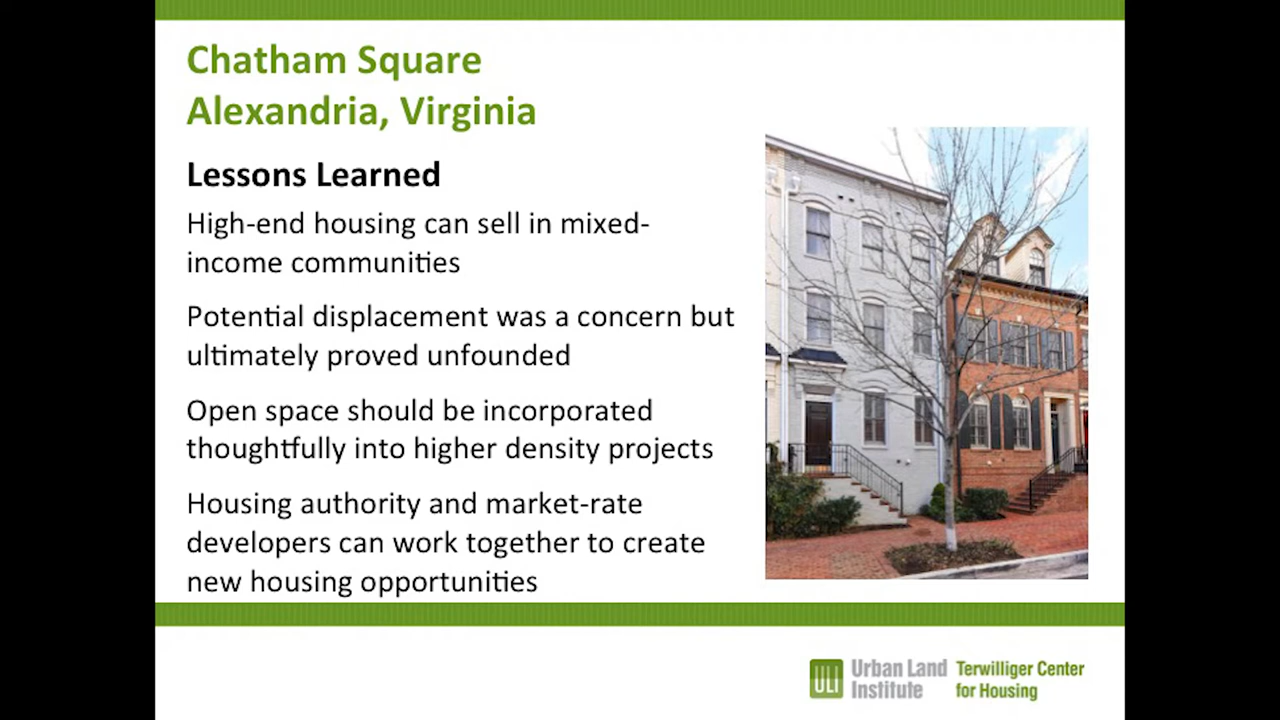 Chatham Square
Alexandria, Virginia
Lessons Learned
High-end housing can sell in mixed-
income communities
Potential displacement was a concern but
ultimately proved unfounded
Open space should be incorporated
thoughtfully into higher density projects
Housing authority and market-rate
developers can work together to create
new housing opportunities
ULI
Urban Land
Institute
Terwilliger Center
for Housing